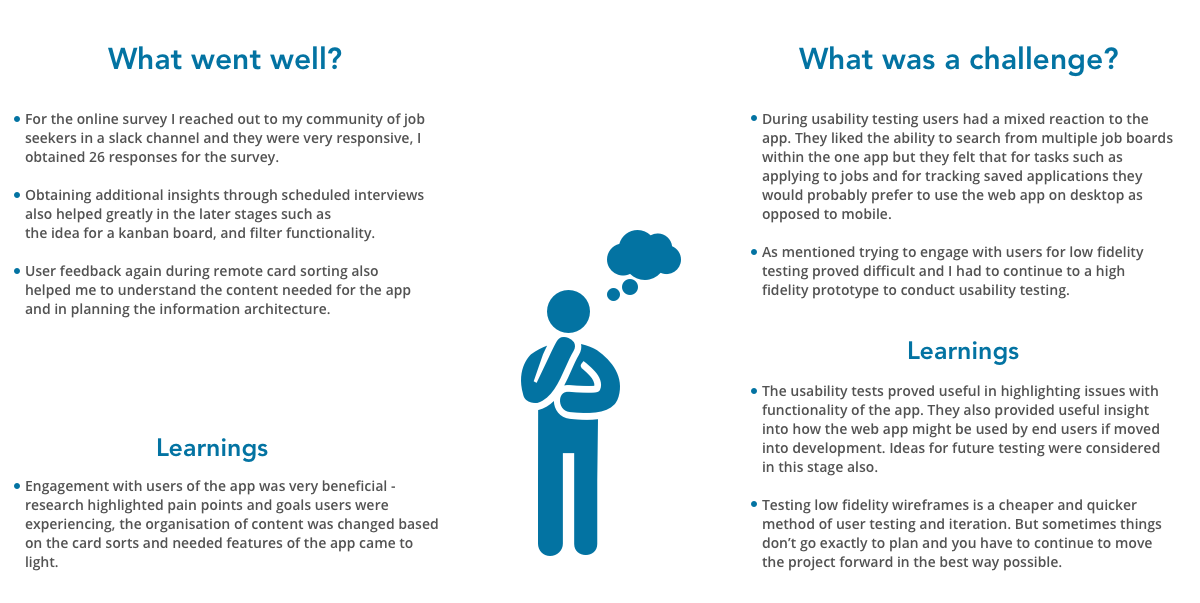 What went well?
For the online survey I reached out to my community of job
seekers in a slack channel and they were very responsive, I
obtained 26 responses for the survey.
Obtaining additional insights through scheduled interviews
also helped greatly in the later stages such as
the idea for a kanban board, and filter functionality.
User feedback again during remote card sorting also
helped me to understand the content needed for the app
and in planning the information architecture.
Learnings
Engagement with users of the app was very beneficial -
research highlighted pain points and goals users were
experiencing, the organisation of content was changed based
on the card sorts and needed features of the app came to
light.
What was a challenge?
During usability testing users had a mixed reaction to the
app. They liked the ability to search from multiple job boards
within the one app but they felt that for tasks such as
applying to jobs and for tracking saved applications they
would probably prefer to use the web app on desktop as
opposed to mobile.
As mentioned trying to engage with users for low fidelity
testing proved difficult and I had to continue to a high
fidelity prototype to conduct usability testing.
Learnings
The usability tests proved useful in highlighting issues with
functionality of the app. They also provided useful insight
into how the web app might be used by end users if moved
into development. Ideas for future testing were considered
in this stage also.
Testing low fidelity wireframes is a cheaper and quicker
method of user testing and iteration. But sometimes things
don’t go exactly to plan and you have to continue to move
the project forward in the best way possible.